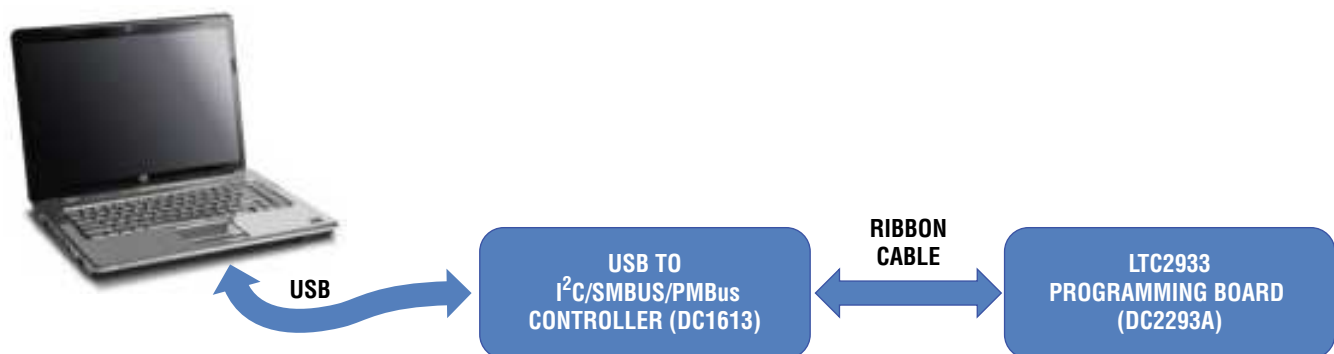 USB
USB TO
I²C/SMBUS/PMBus
CONTROLLER (DC1613)
RIBBON
CABLE
LTC2933
PROGRAMMING BOARD
(DC2293A)